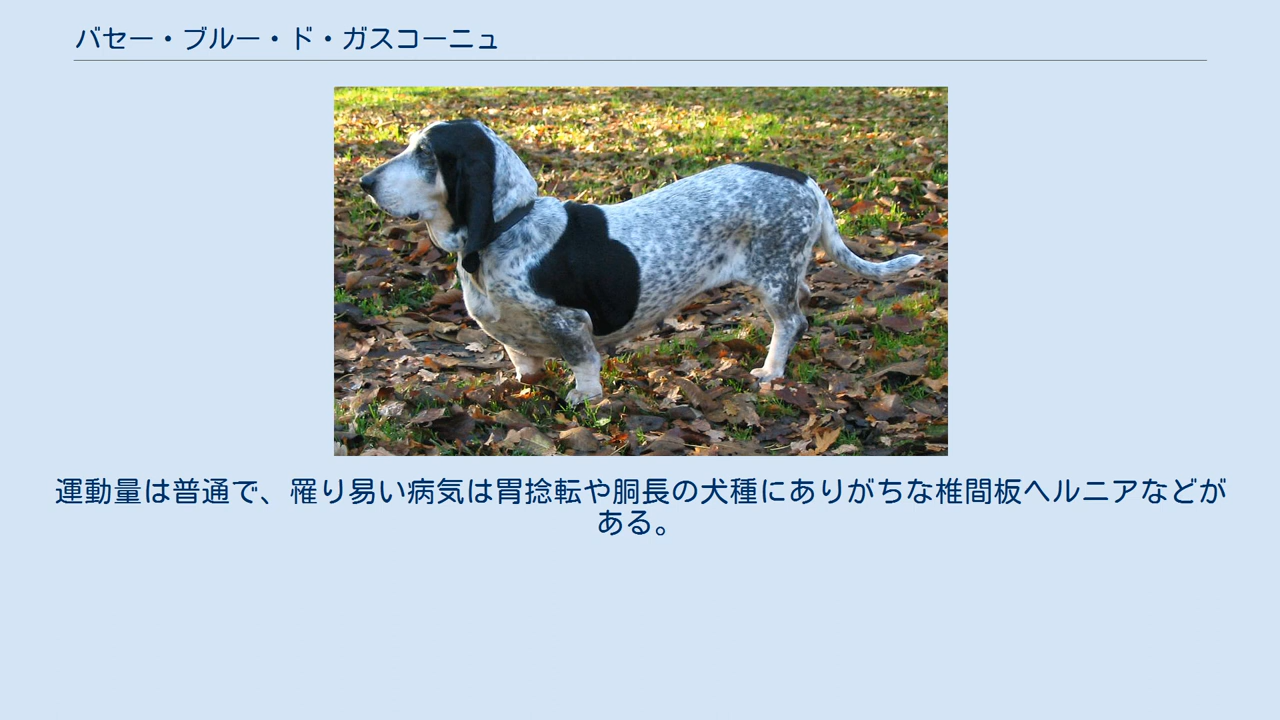 バセー・ブルー・ド・ガスコーニュ
運動量は普通で、罹り易い病気は胃捻転や胴長の犬種にありがちな椎間板ヘルニアなどが
ある。